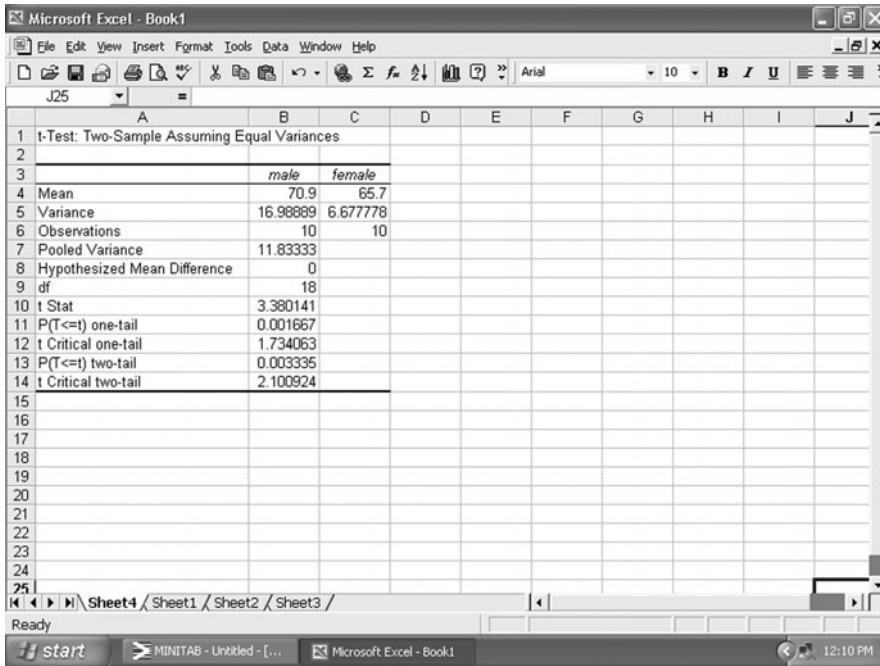 Microsoft Excel - Book1
File Edit View Insert Format Tools Data Window Help
Arial 10 B I U
J25 =
A B C D E F G H I J
1 t-Test: Two-Sample Assuming Equal Variances
2
3 male female
4 Mean 70.9 65.7
5 Variance 16.98889 6.677778
6 Observations 10 10
7 Pooled Variance 11.83333
8 Hypothesized Mean Difference 0
9 df 18
10 t Stat 3.380141
11 P(T<=t) one-tail 0.001667
12 t Critical one-tail 1.734063
13 P(T<=t) two-tail 0.003335
14 t Critical two-tail 2.100924
15
16
17
18
19
20
21
22
23
24
25
Sheet4 / Sheet1 / Sheet2 / Sheet3 /
Ready
start MINITAB - Untitled - [... Microsoft Excel - Book1 12:10 PM